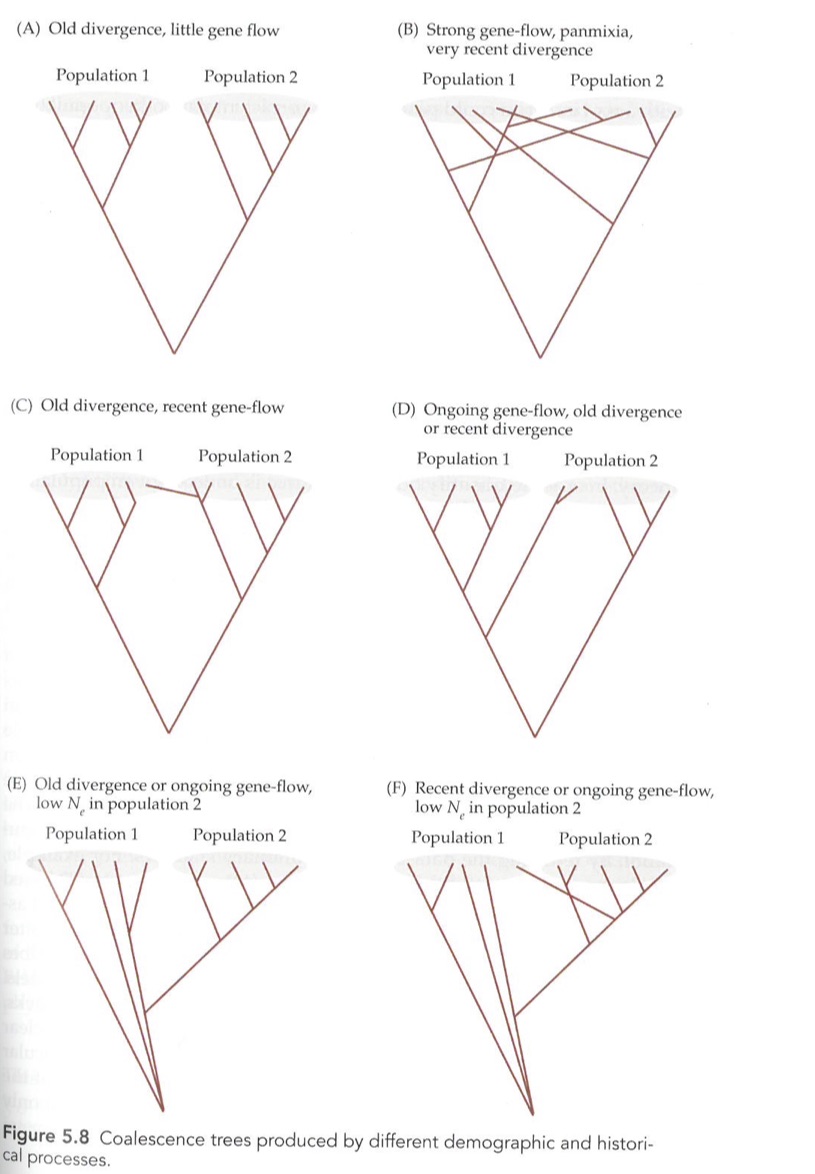 (A) Old divergence, little gene flow
Population 1 Population 2
(B) Strong gene-flow, panmixia,
very recent divergence
Population 1 Population 2
(C) Old divergence, recent gene-flow
Population 1 Population 2
(D) Ongoing gene-flow, old divergence
or recent divergence
Population 1 Population 2
(E) Old divergence or ongoing gene-flow,
low Ne in population 2
Population 1 Population 2
(F) Recent divergence or ongoing gene-flow,
low Ne in population 2
Population 1 Population 2
Figure 5.8 Coalescence trees produced by different demographic and histori-
cal processes.